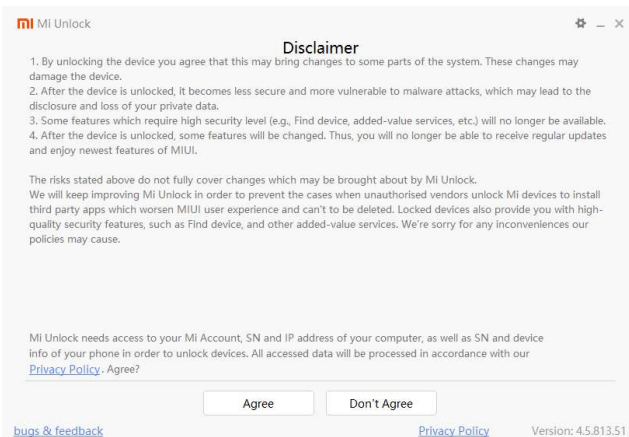 Mi Unlock
Disclaimer
1. By unlocking the device you agree that this may bring changes to some parts of the system. These changes may
damage the device.
2. After the device is unlocked, it becomes less secure and more vulnerable to malware attacks, which may lead to the
disclosure and loss of your private data.
3. Some features which require high security level (e.g., Find device, added-value services, etc.) will no longer be available.
4. After the device is unlocked, some features will be changed. Thus, you will no longer be able to receive regular updates
and enjoy newest features of MIUI.
The risks stated above do not fully cover changes which may be brought about by Mi Unlock.
We will keep improving Mi Unlock in order to prevent the cases when unauthorised vendors unlock Mi devices to install
third party apps which worsen MIUI user experience and can't to be deleted. Locked devices also provide you with high-
quality security features, such as Find device, and other added-value services. We're sorry for any inconveniences our
policies may cause.
Mi Unlock needs access to your Mi Account, SN and IP address of your computer, as well as SN and device
info of your phone in order to unlock devices. All accessed data will be processed in accordance with our
Privacy Policy. Agree?
Agree Don't Agree
bugs & feedback Privacy Policy Version: 4.5.813.51